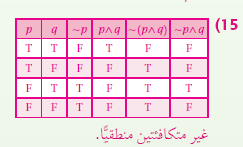 (15
p q ~p p∧q ~(p∧q) ~p∧q
T T F T F F
T F F F T F
F T T F T T
F F T F T F
غير متكافئتين منطقيًّا.